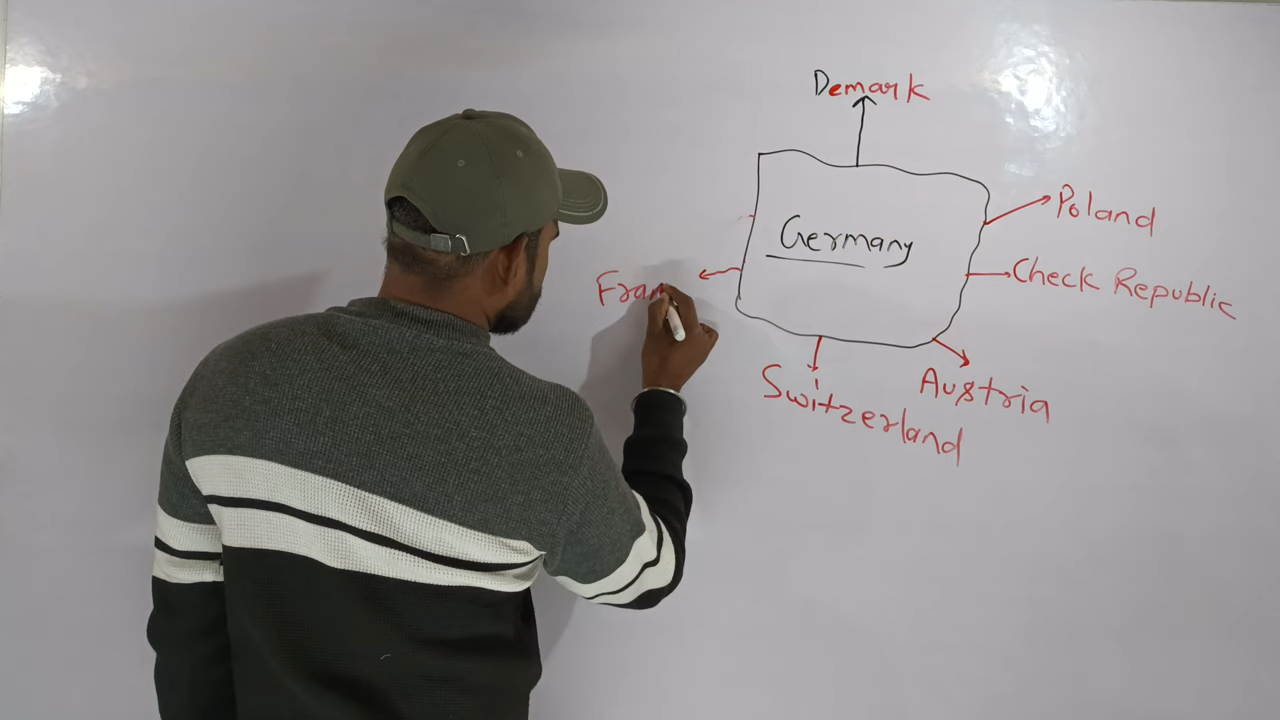 Demark
Poland
Germany
Check Republic
Fran
Switzerland
Austria